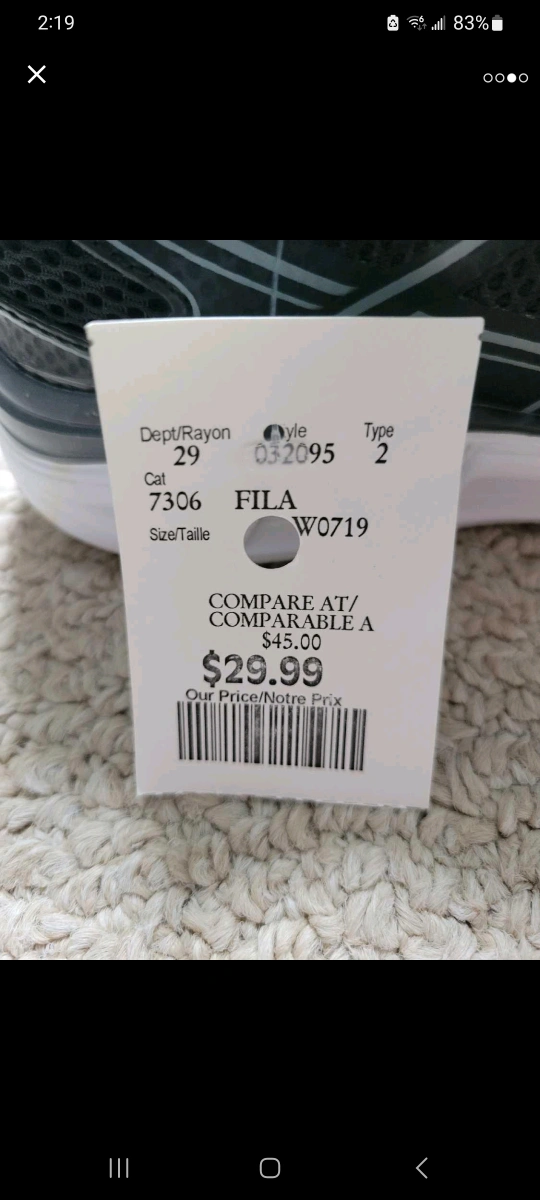 2:19 83%
Dept/Rayon yle Type
29 032095 2
Cat
7306 FILA
Size/Taille W0719
COMPARE AT/
COMPARABLE A
$45.00
$29.99
Our Price/Notre Prix